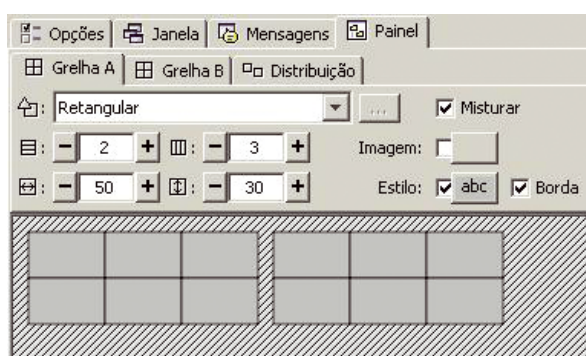 Opções Janela Mensagens Painel
Grelha A Grelha B Distribuição
: Retangular ... Misturar
: − 2 + : − 3 + Imagem:
: − 50 + : − 30 + Estilo: abc Borda